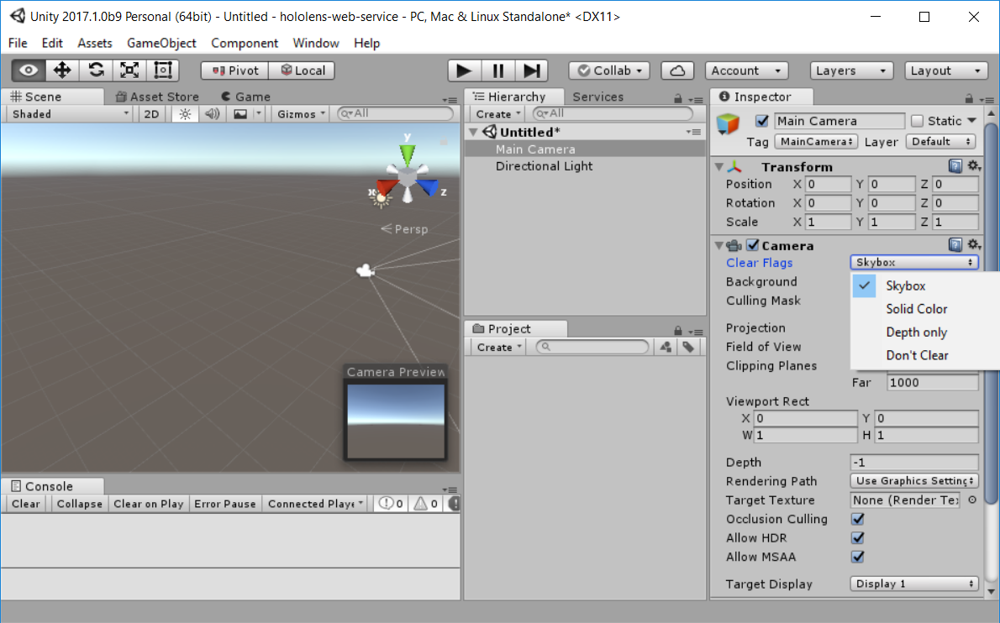 Unity 2017.1.0b9 Personal (64bit) - Untitled - hololens-web-service - PC, Mac & Linux Standalone* <DX11>
File Edit Assets GameObject Component Window Help
Pivot Local Collab Account Layers Layout
Scene Asset Store Game
Shaded 2D Gizmos All
y
x
z
Persp
Camera Preview
Console
Clear Collapse Clear on Play Error Pause Connected Playe 0 0
Hierarchy Services
Create All
Untitled*
Main Camera
Directional Light
Project
Create
Inspector
Main Camera Static
Tag MainCamera Layer Default
Transform
Position X 0 Y 0 Z 0
Rotation X 0 Y 0 Z 0
Scale X 1 Y 1 Z 1
Camera
Clear Flags Skybox
Background
Culling Mask
Skybox
Solid Color
Depth only
Don't Clear
Projection
Field of View
Clipping Planes
Far 1000
Viewport Rect
X 0 Y 0
W 1 H 1
Depth -1
Rendering Path Use Graphics Setting
Target Texture None (Render Te
Occlusion Culling
Allow HDR
Allow MSAA
Target Display Display 1